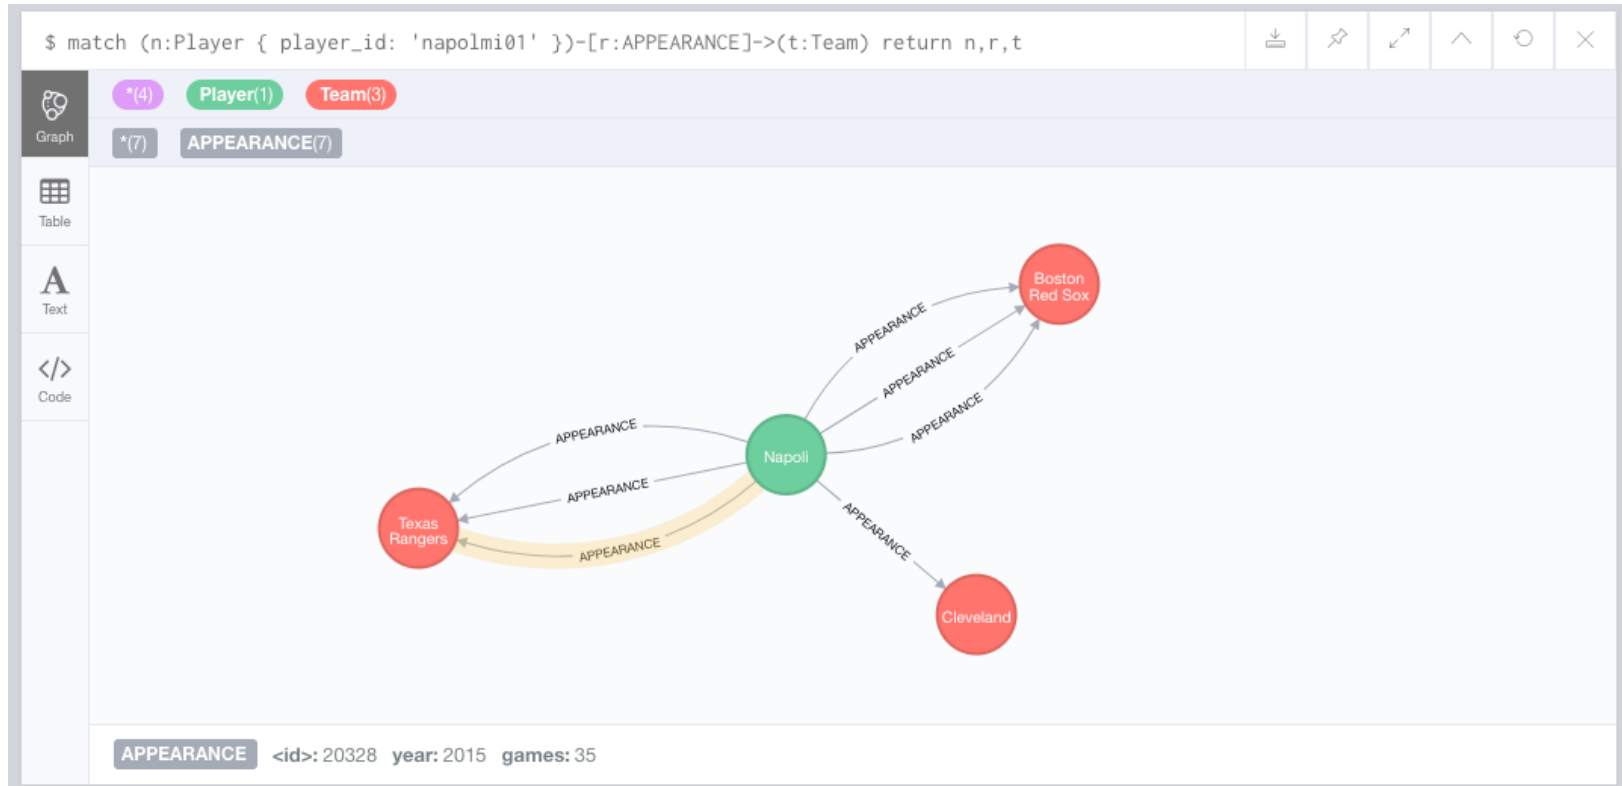 $ match (n:Player { player_id: 'napolmi01' })-[r:APPEARANCE]->(t:Team) return n,r,t
*(4) Player(1) Team(3)
*(7) APPEARANCE(7)
Graph
Table
A
Text
</>
Code
Boston
Red Sox
APPEARANCE
APPEARANCE
APPEARANCE
APPEARANCE
Napoli
APPEARANCE
Texas
Rangers
APPEARANCE
APPEARANCE
Cleveland
APPEARANCE <id>: 20328 year: 2015 games: 35